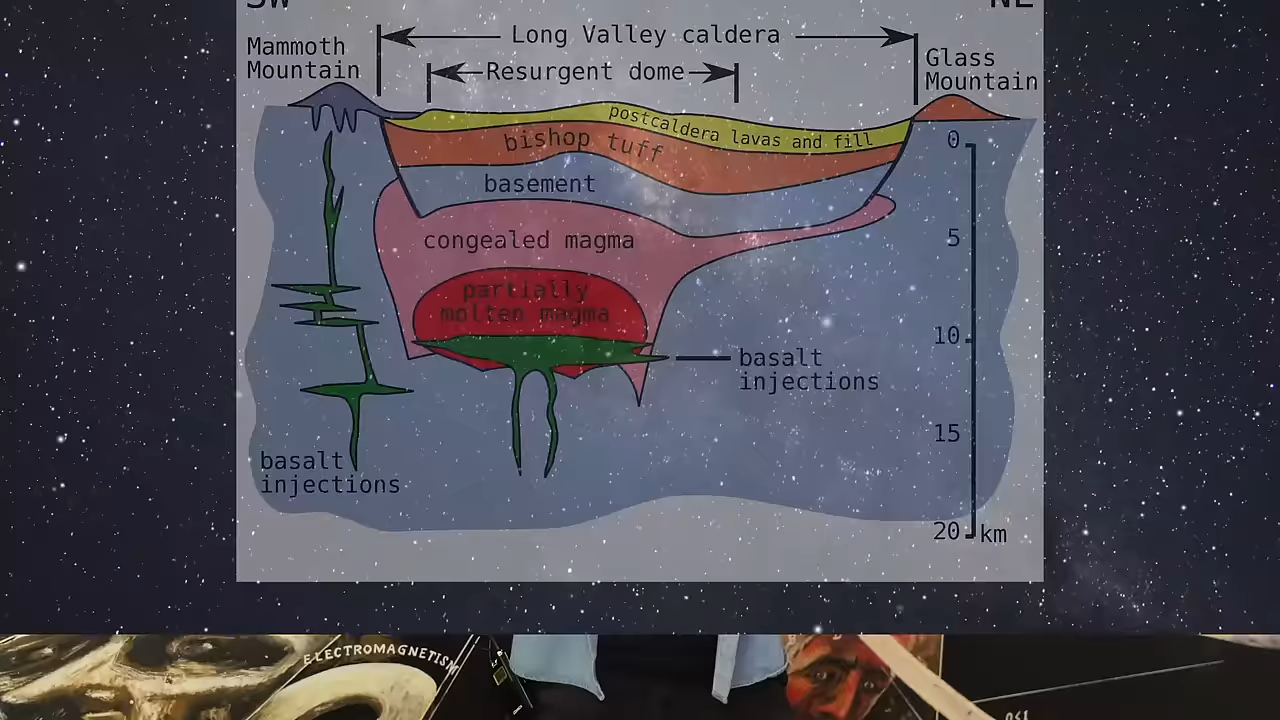 SW
NE
Long Valley caldera
Mammoth
Mountain
Glass
Mountain
Resurgent dome
postcaldera lavas and fill
bishop tuff
basement
congealed magma
partially
molten magma
basalt
injections
basalt
injections
0
5
10
15
20 km
ELECTROMAGNETISM